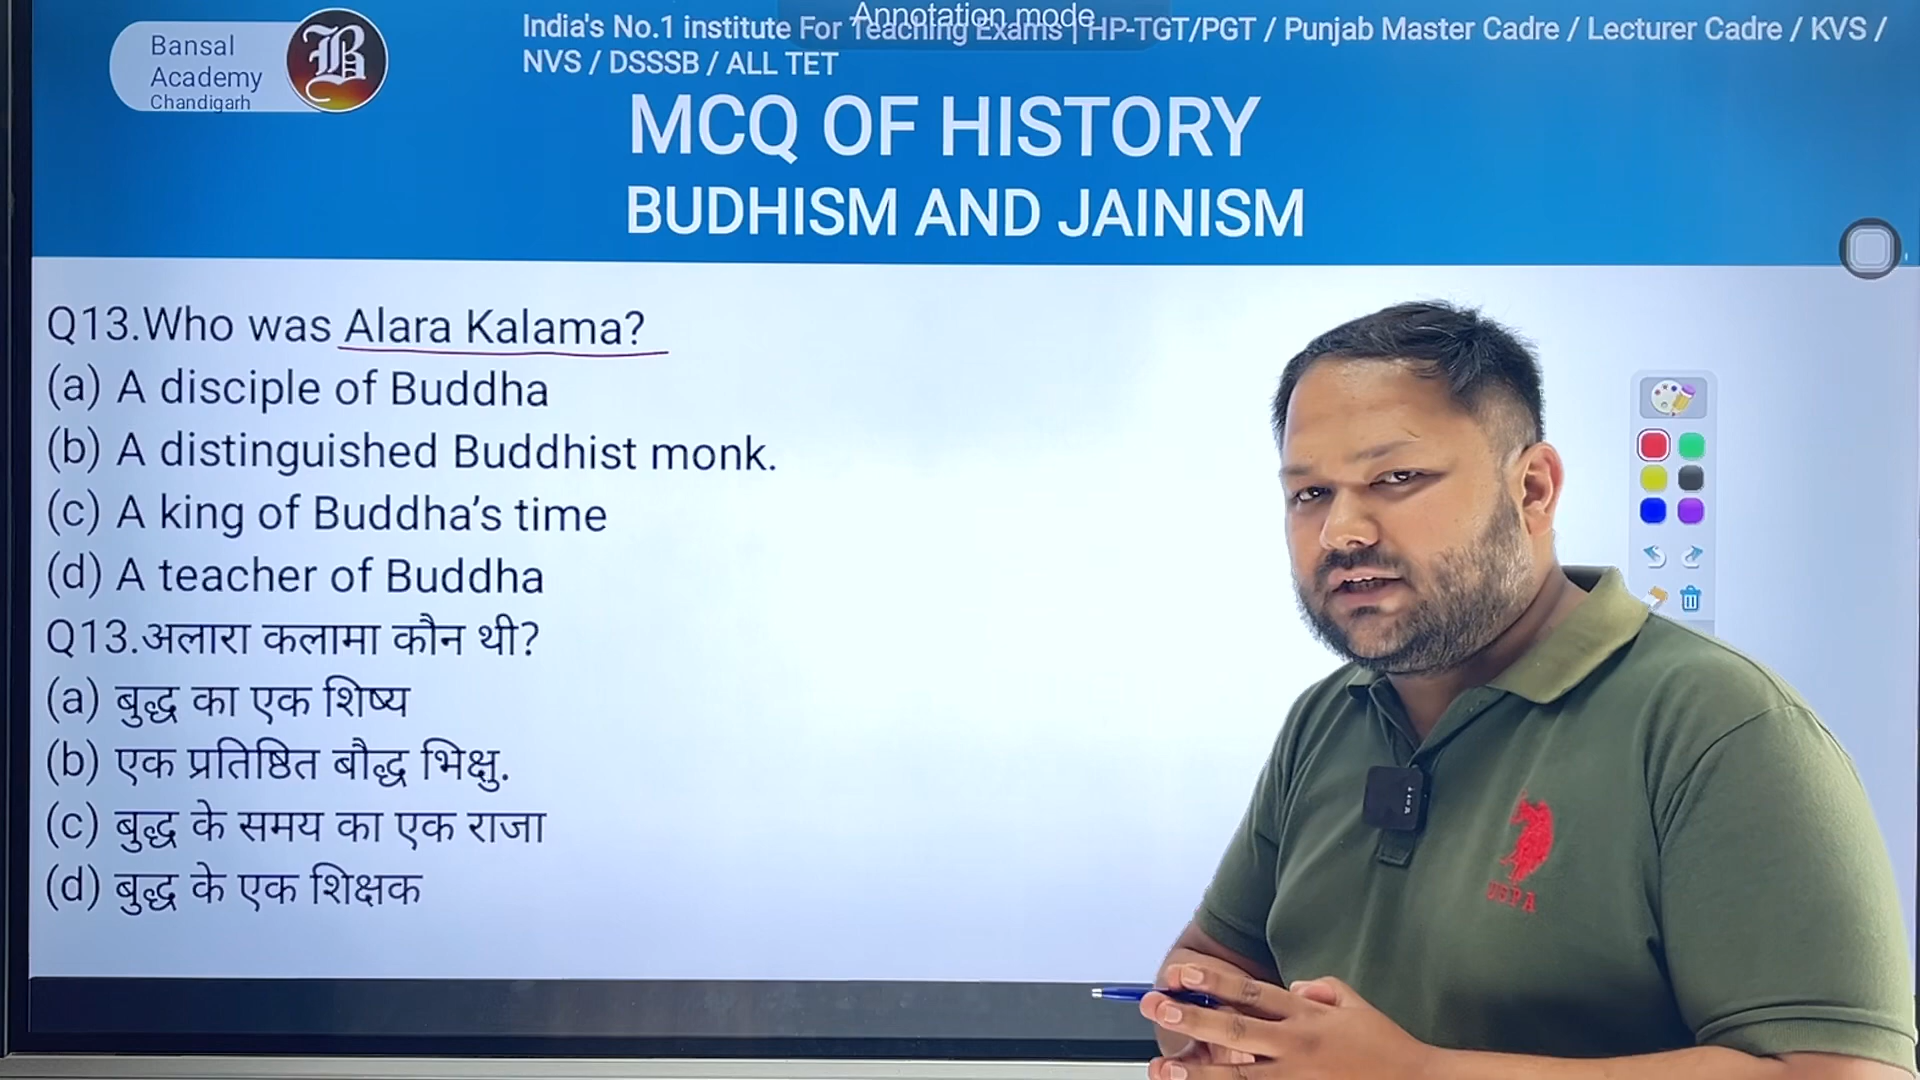 Bansal
Academy
Chandigarh
B
Annotation mode
India's No.1 institute For Teaching Exams | HP-TGT/PGT / Punjab Master Cadre / Lecturer Cadre / KVS /
NVS / DSSSB / ALL TET
MCQ OF HISTORY
BUDHISM AND JAINISM
Q13.Who was Alara Kalama?
(a) A disciple of Buddha
(b) A distinguished Buddhist monk.
(c) A king of Buddha’s time
(d) A teacher of Buddha
Q13.अलारा कलामा कौन थी?
(a) बुद्ध का एक शिष्य
(b) एक प्रतिष्ठित बौद्ध भिक्षु.
(c) बुद्ध के समय का एक राजा
(d) बुद्ध के एक शिक्षक
USPA